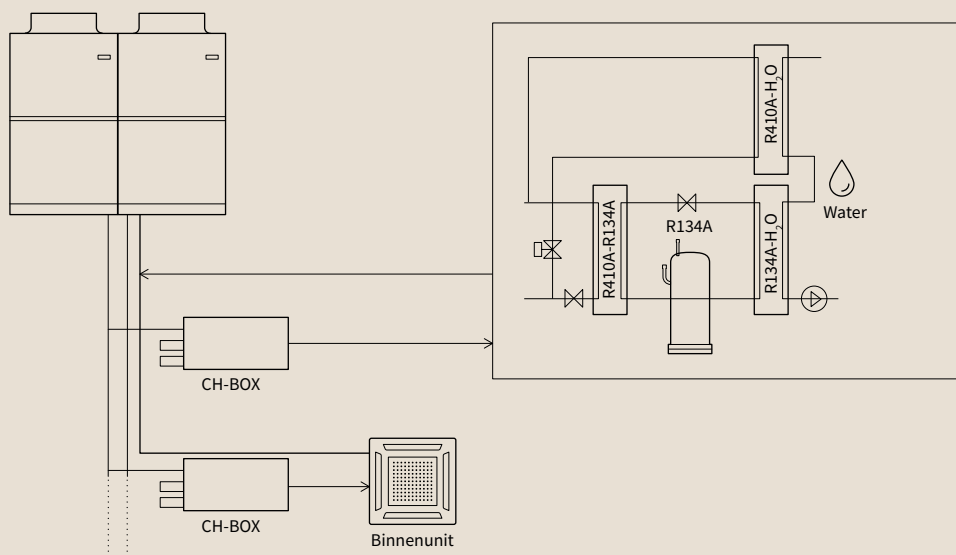 R410A-H₂O
Water
R410A-R134A
R134A
R134A-H₂O
CH-BOX
CH-BOX
Binnenunit